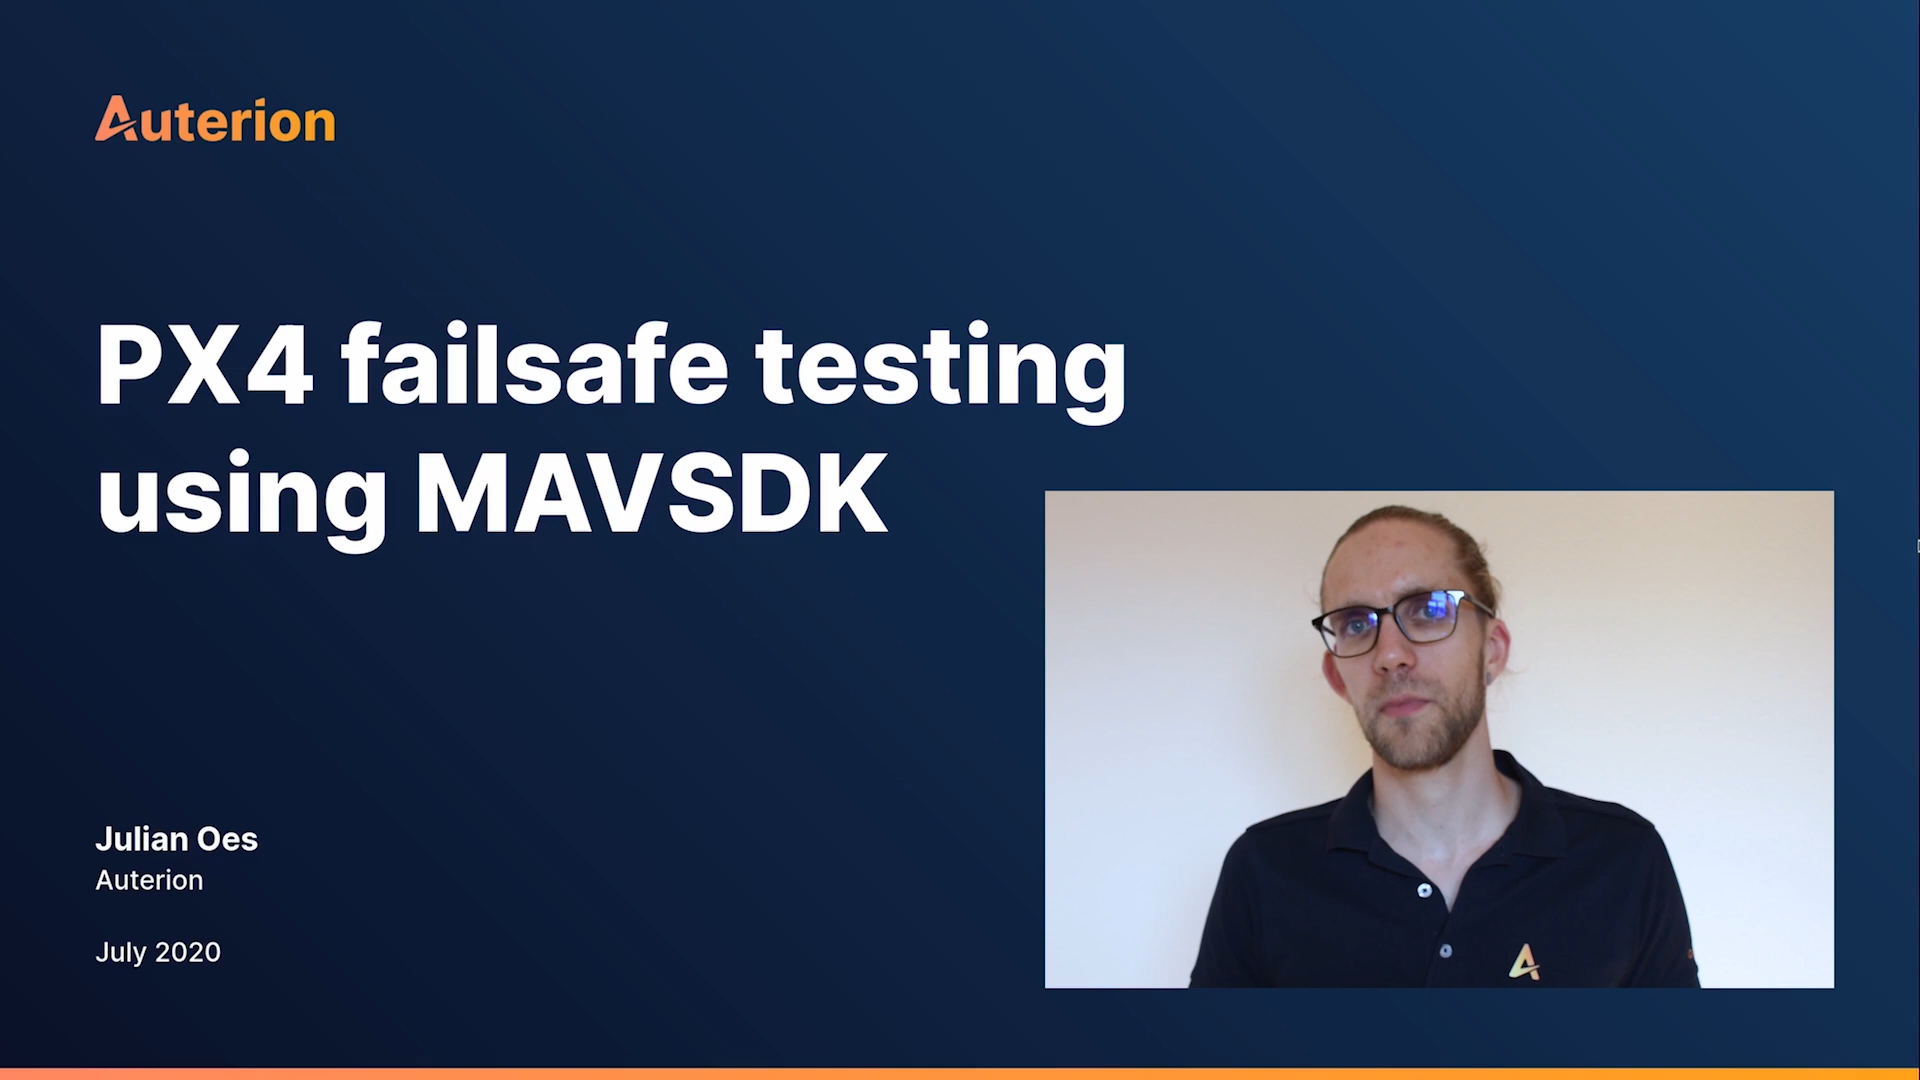 Auterion
PX4 failsafe testing
using MAVSDK
Julian Oes
Auterion
July 2020